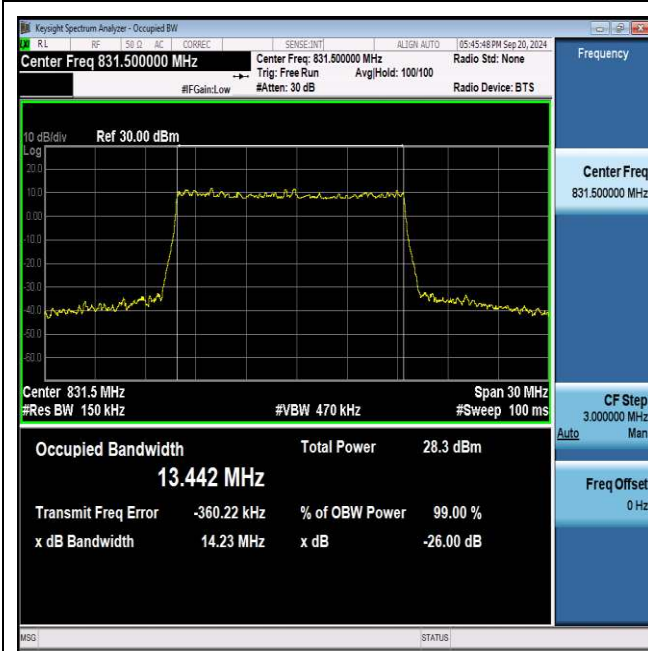 Keysight Spectrum Analyzer - Occupied BW
RL RF 50 Ω AC CORREC SENSE:INT ALIGN AUTO 05:45:48 PM Sep 20, 2024
Center Freq 831.500000 MHz
Center Freq: 831.500000 MHz Radio Std: None
Trig: Free Run Avg|Hold: 100/100
#IFGain:Low #Atten: 30 dB Radio Device: BTS
10 dB/div Ref 30.00 dBm
Log
20.0
10.0
0.00
-10.0
-20.0
-30.0
-40.0
-50.0
-60.0
Center 831.5 MHz Span 30 MHz
#Res BW 150 kHz #VBW 470 kHz #Sweep 100 ms
Occupied Bandwidth Total Power 28.3 dBm
13.442 MHz
Transmit Freq Error -360.22 kHz % of OBW Power 99.00 %
x dB Bandwidth 14.23 MHz x dB -26.00 dB
MSG STATUS
Frequency
Center Freq
831.500000 MHz
CF Step
3.000000 MHz
Auto Man
Freq Offset
0 Hz